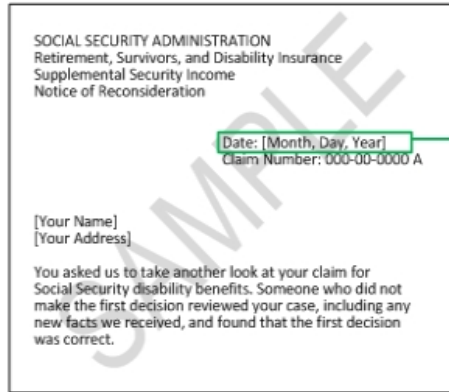 SOCIAL SECURITY ADMINISTRATION
Retirement, Survivors, and Disability Insurance
Supplemental Security Income
Notice of Reconsideration
Date: [Month, Day, Year]
Claim Number: 000-00-0000 A
[Your Name]
[Your Address]
You asked us to take another look at your claim for
Social Security disability benefits. Someone who did not
make the first decision reviewed your case, including any
new facts we received, and found that the first decision
was correct.
SAMPLE